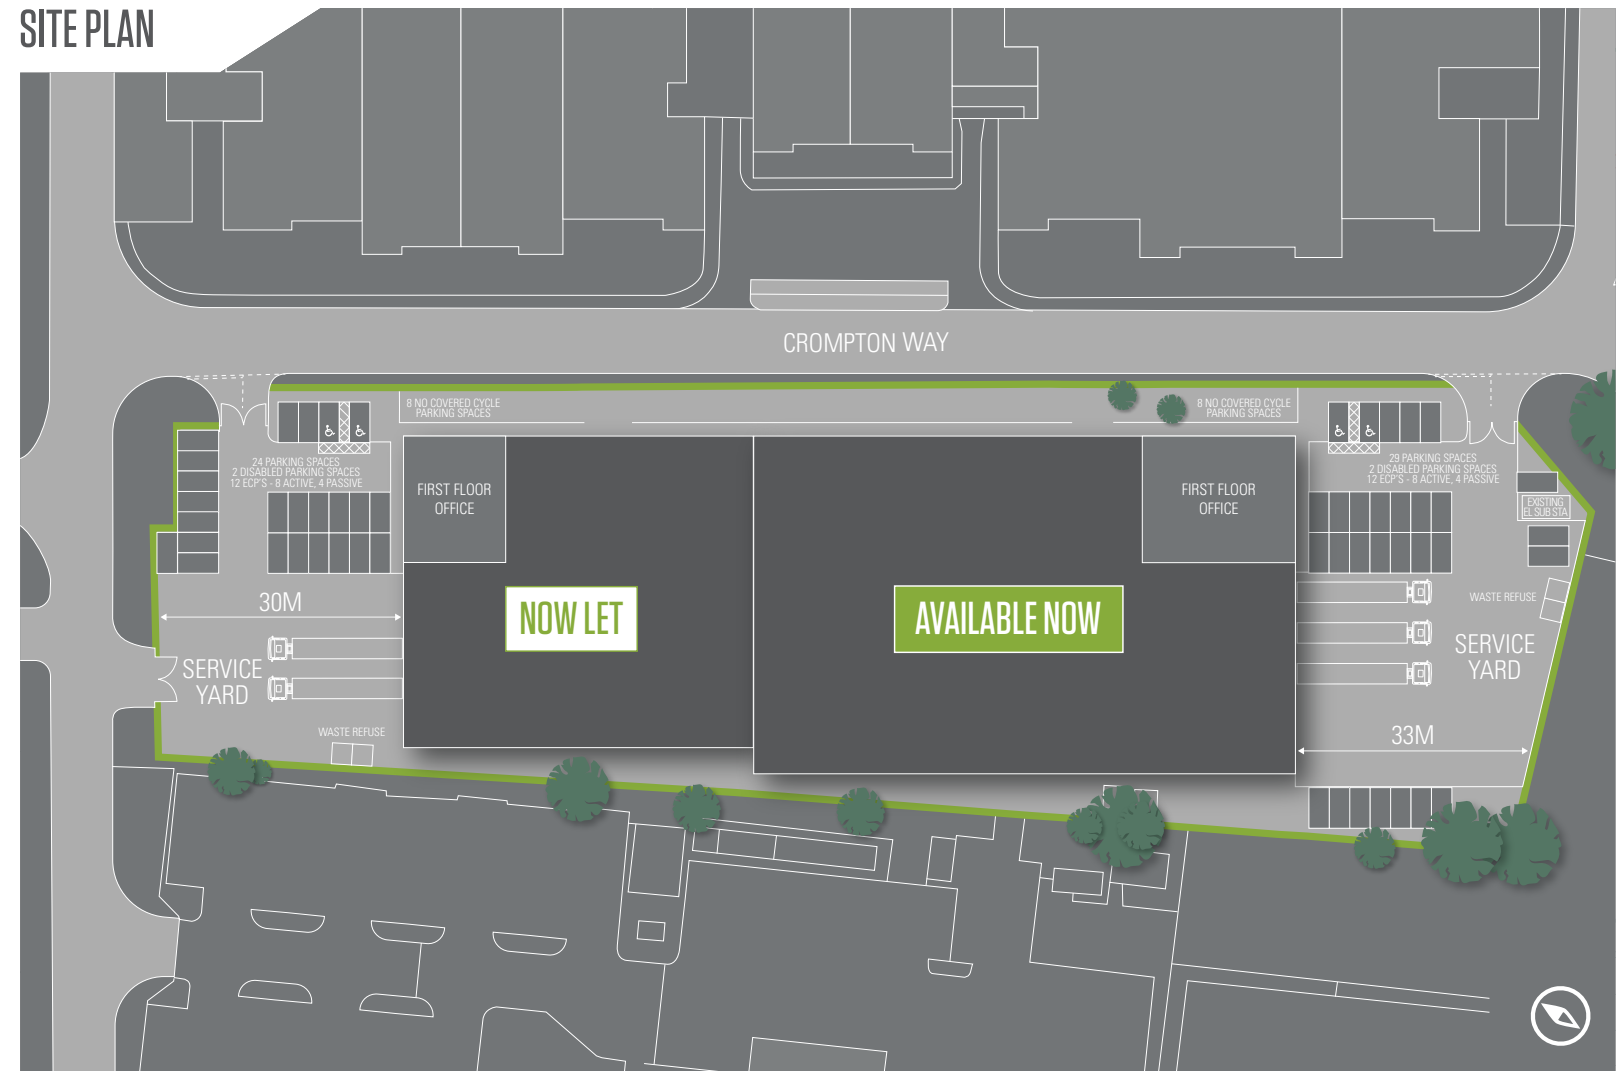 SITE PLAN
CROMPTON WAY
8 NO COVERED CYCLE
PARKING SPACES
8 NO COVERED CYCLE
PARKING SPACES
24 PARKING SPACES
2 DISABLED PARKING SPACES
12 ECP'S - 8 ACTIVE, 4 PASSIVE
FIRST FLOOR
OFFICE
FIRST FLOOR
OFFICE
29 PARKING SPACES
2 DISABLED PARKING SPACES
12 ECP'S - 8 ACTIVE, 4 PASSIVE
EXISTING
EL SUB STA
30M
NOW LET
AVAILABLE NOW
WASTE REFUSE
SERVICE
YARD
SERVICE
YARD
WASTE REFUSE
33M